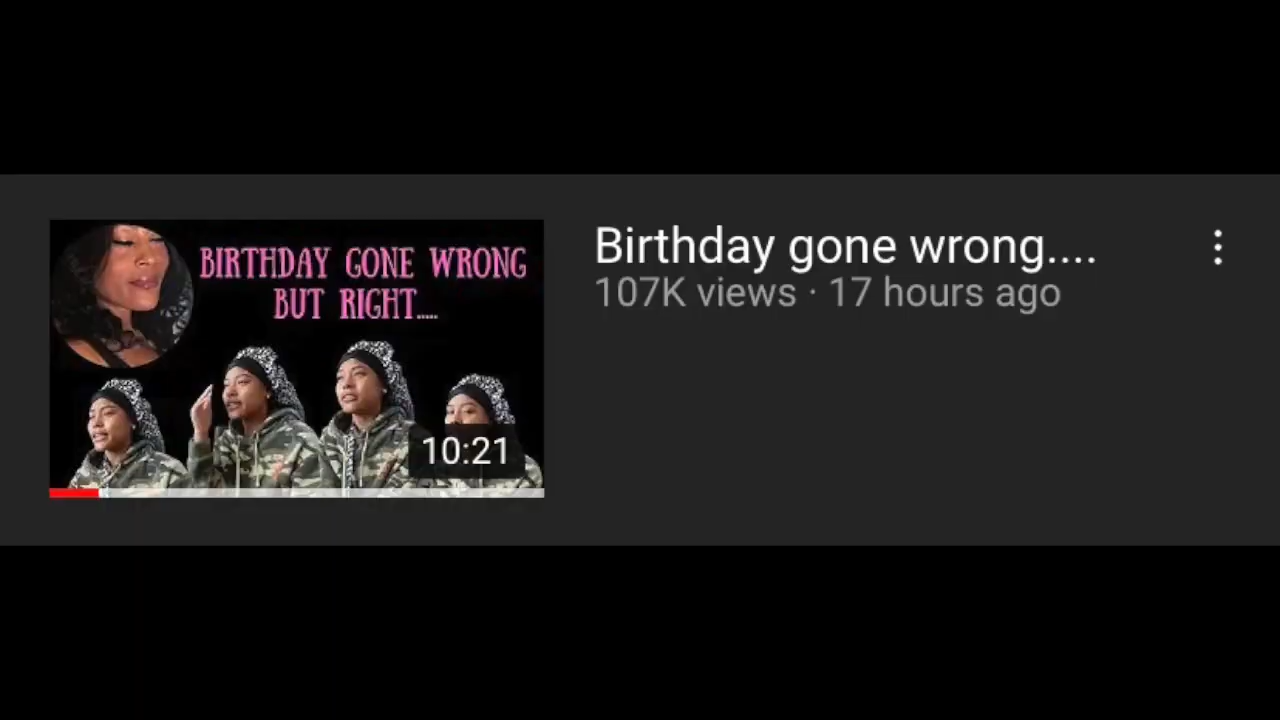 BIRTHDAY GONE WRONG
BUT RIGHT.....
10:21
Birthday gone wrong....
107K views · 17 hours ago